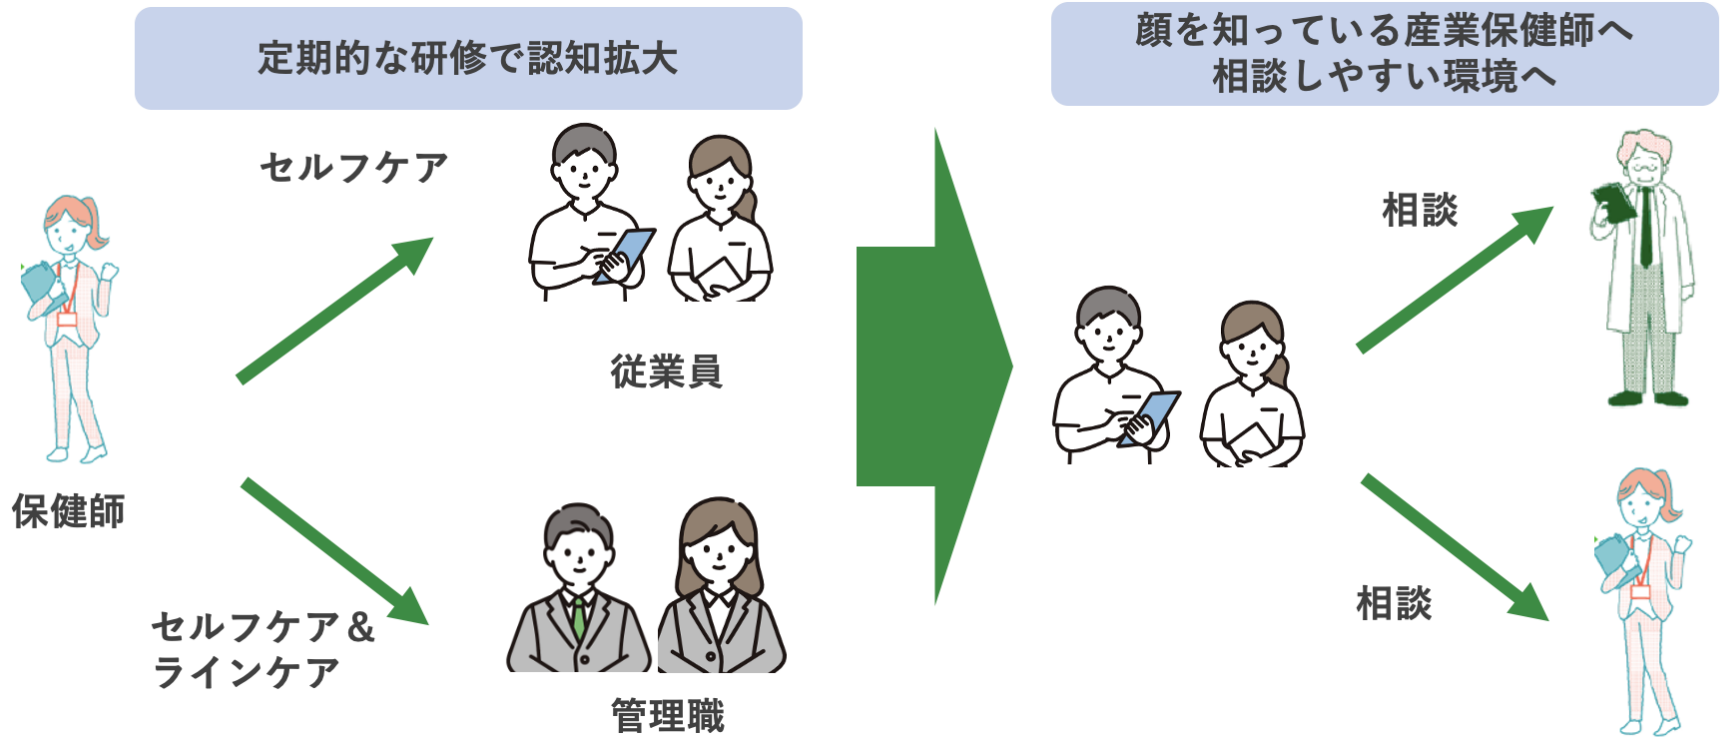 定期的な研修で認知拡大
セルフケア
従業員
保健師
セルフケア＆
ラインケア
管理職
顔を知っている産業保健師へ
相談しやすい環境へ
相談
相談